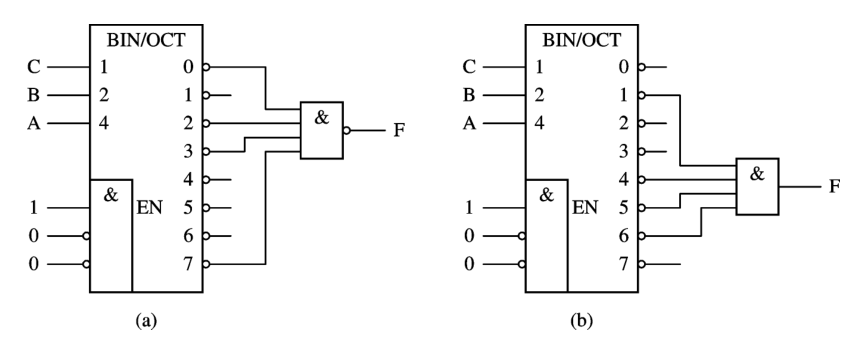 BIN/OCT
C 1 0
B 2 1
A 4 2
& F
3
4
& EN
1 5
0 6
0 7
(a)
BIN/OCT
C 1 0
B 2 1
A 4 2
3
& F
4
& EN
1 5
0 6
0 7
(b)